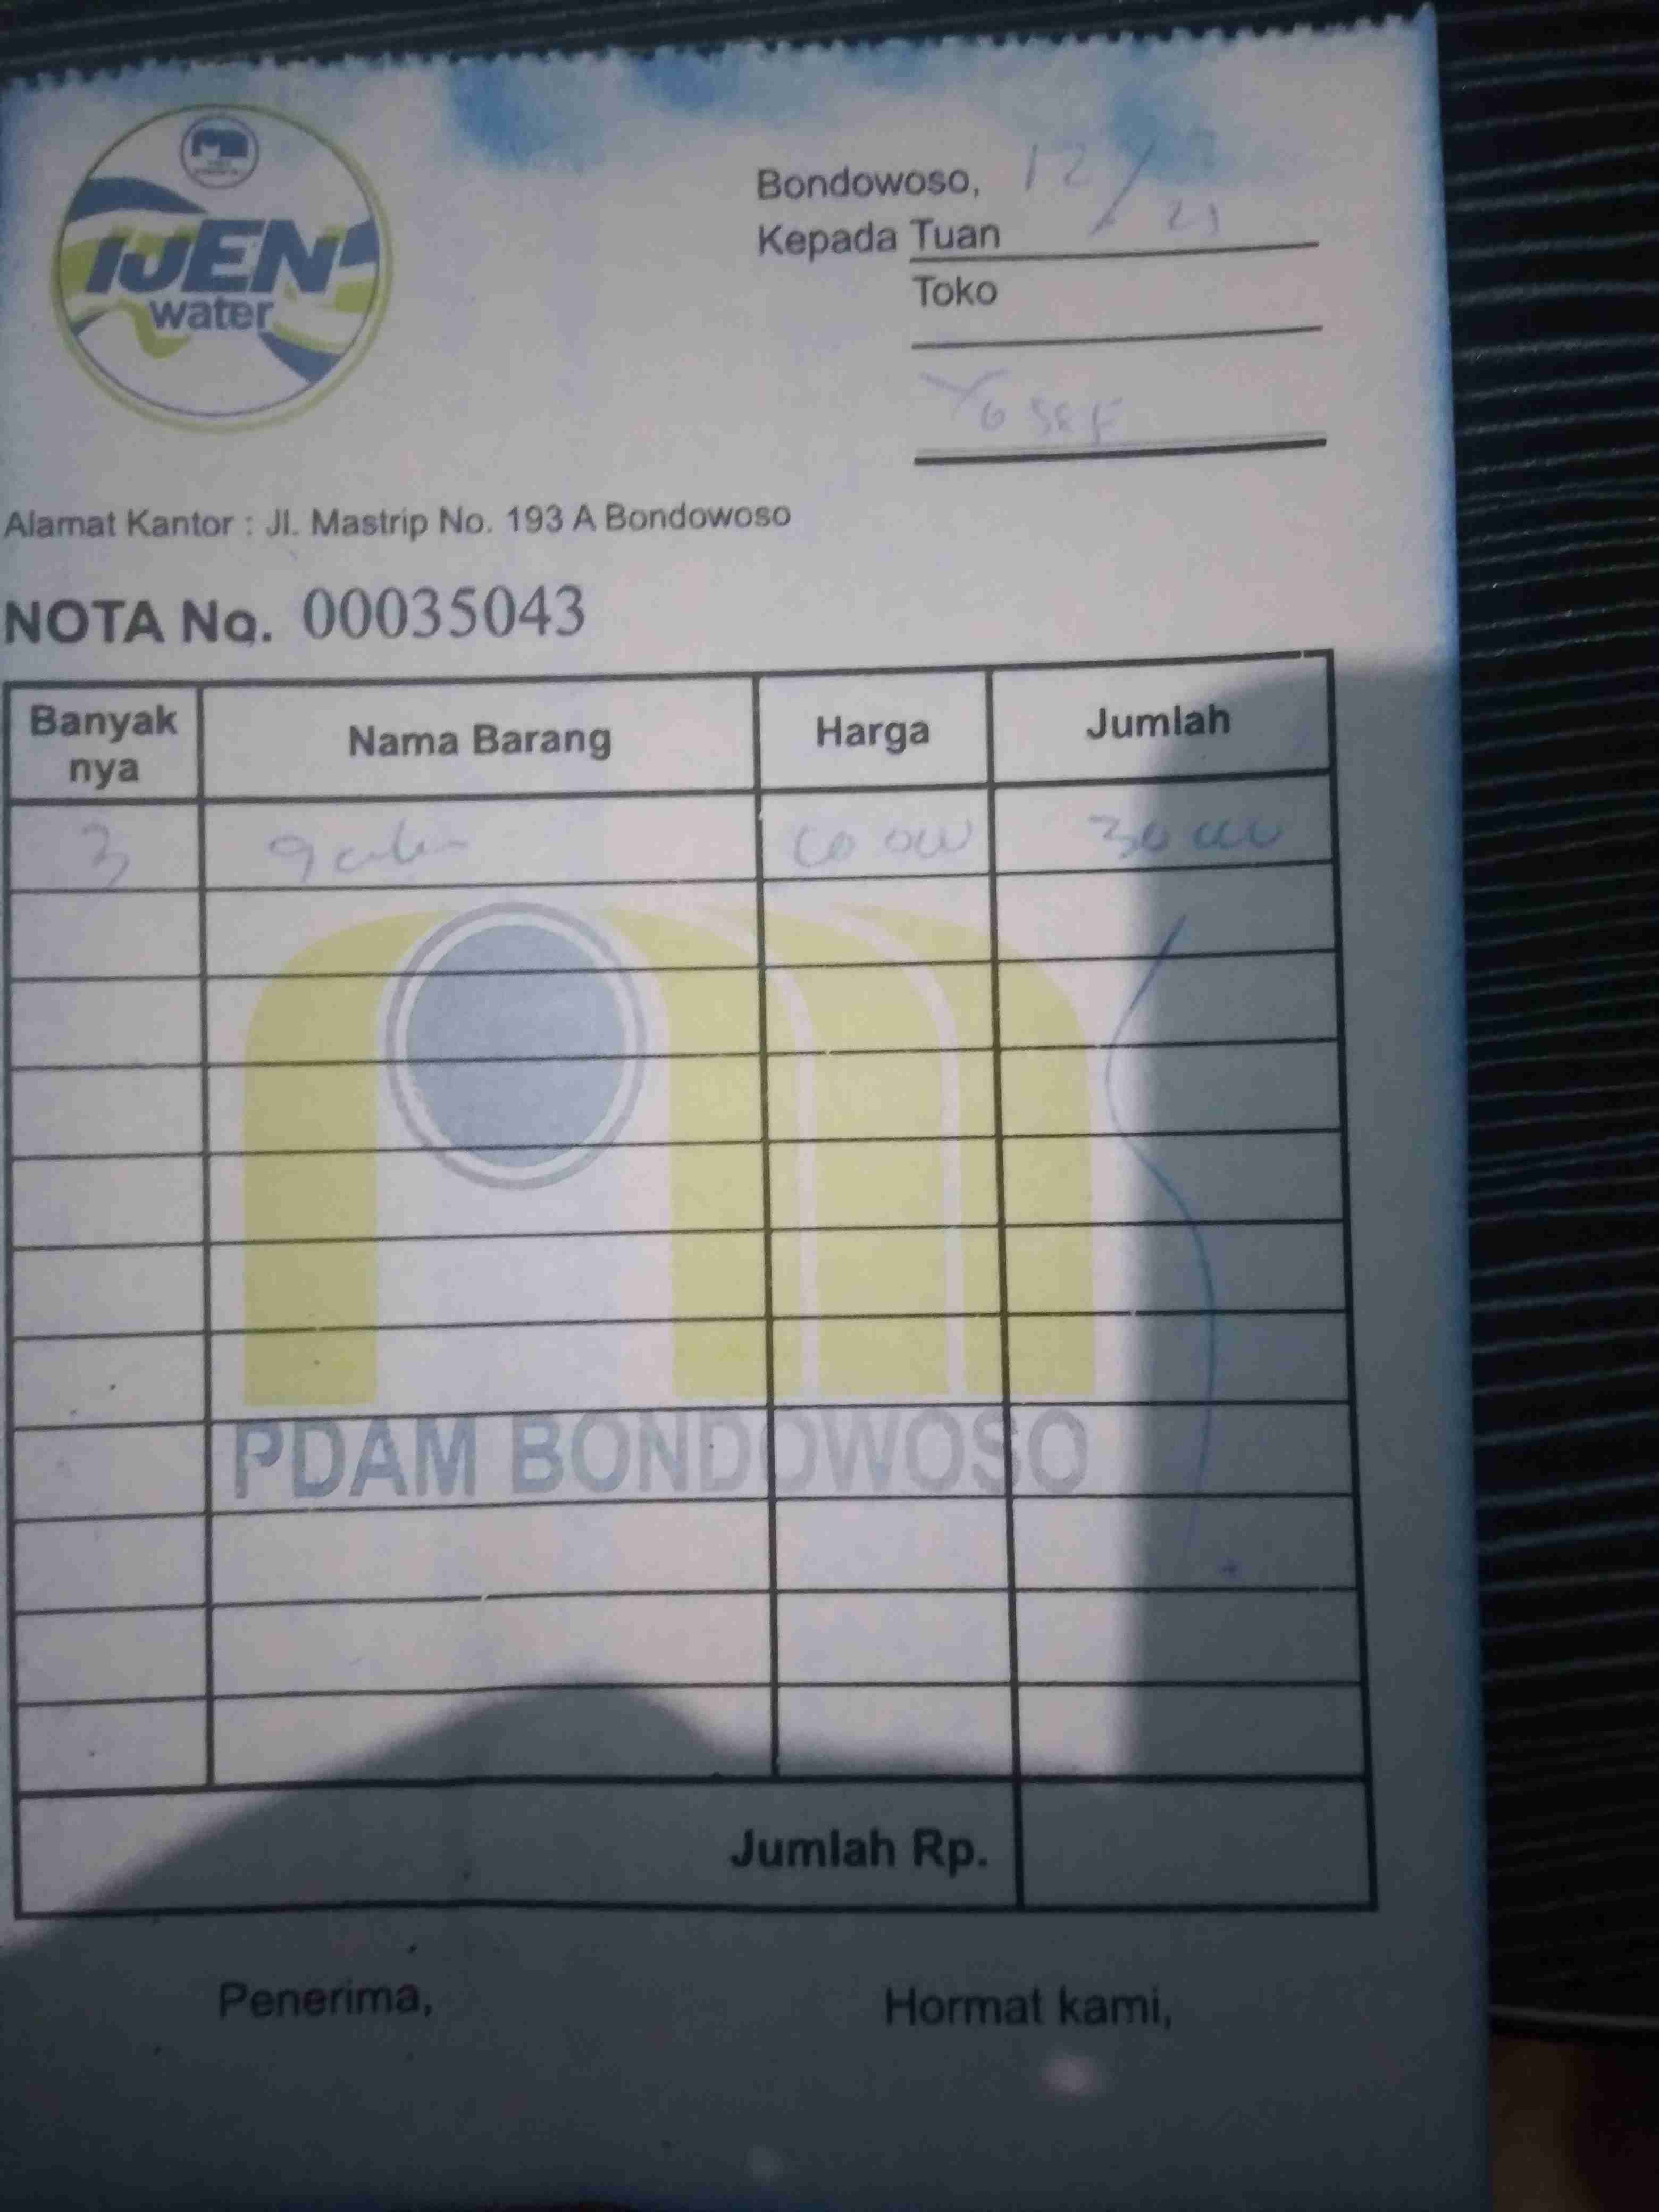 IJEN
water
Bondowoso, 12/7
Kepada Tuan 21
Toko
Yosef
Alamat Kantor : Jl. Mastrip No. 193 A Bondowoso
NOTA No. 00035043
Banyak nya Nama Barang Harga Jumlah
3 galon 10 000 30 000
PDAM BONDOWOSO
Jumlah Rp.
Penerima, Hormat kami,